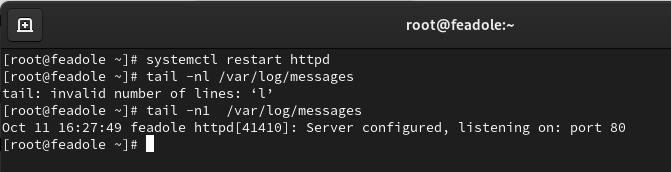 root@feadole:~
[root@feadole ~]# systemctl restart httpd
[root@feadole ~]# tail -nl /var/log/messages
tail: invalid number of lines: ‘l’
[root@feadole ~]# tail -n1  /var/log/messages
Oct 11 16:27:49 feadole httpd[41410]: Server configured, listening on: port 80
[root@feadole ~]#